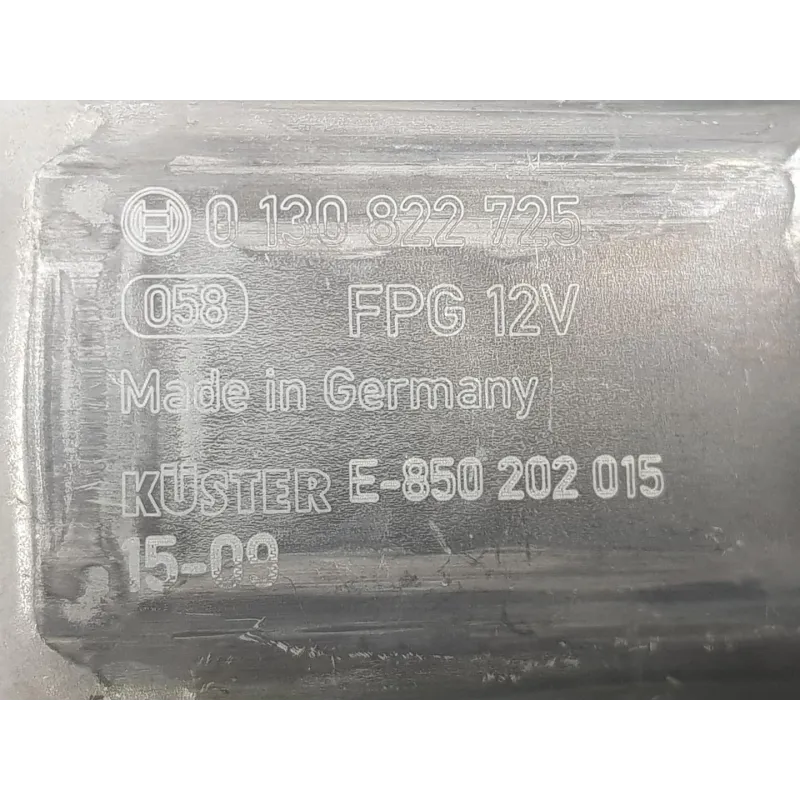 0 130 822 725
058 FPG 12V
Made in Germany
KÜSTER E-850 202 015
15-09